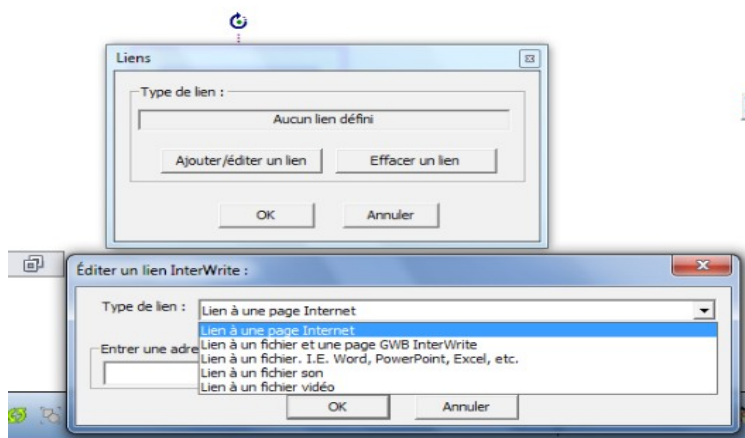 Liens
Type de lien :
Aucun lien défini
Ajouter/éditer un lien
Effacer un lien
OK
Annuler
Éditer un lien InterWrite :
Type de lien :
Lien à une page Internet
Lien à une page Internet
Lien à un fichier et une page GWB InterWrite
Lien à un fichier. I.E. Word, PowerPoint, Excel, etc.
Lien à un fichier son
Lien à un fichier vidéo
Entrer une adre
OK
Annuler